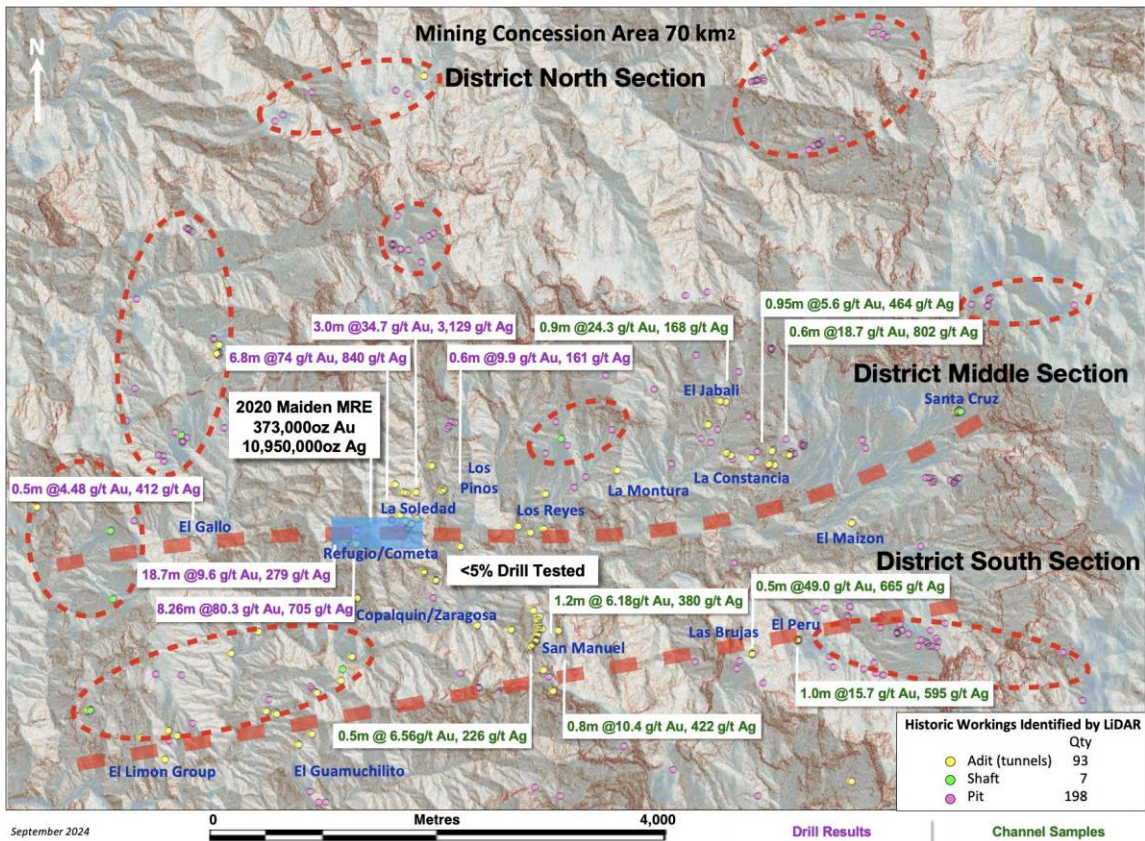 Mining Concession Area 70 km2
N
District North Section
0.95m @5.6 g/t Au, 464 g/t Ag
3.0m @34.7 g/t Au, 3,129 g/t Ag
0.9m @24.3 g/t Au, 168 g/t Ag
0.6m @18.7 g/t Au, 802 g/t Ag
6.8m @74 g/t Au, 840 g/t Ag
0.6m @9.9 g/t Au, 161 g/t Ag
District Middle Section
El Jabali
Santa Cruz
2020 Maiden MRE
373,000oz Au
10,950,000oz Ag
Los
Pinos
La Montura
La Constancia
0.5m @4.48 g/t Au, 412 g/t Ag
La Soledad
Los Reyes
El Gallo
El Maizon
Refugio/Cometa
District South Section
<5% Drill Tested
18.7m @9.6 g/t Au, 279 g/t Ag
0.5m @49.0 g/t Au, 665 g/t Ag
8.26m @80.3 g/t Au, 705 g/t Ag
1.2m @ 6.18g/t Au, 380 g/t Ag
Copalquin/Zaragosa
El Peru
Las Brujas
San Manuel
1.0m @15.7 g/t Au, 595 g/t Ag
0.5m @ 6.56g/t Au, 226 g/t Ag
0.8m @10.4 g/t Au, 422 g/t Ag
El Limon Group
El Guamuchilito
Historic Workings Identified by LiDAR
Qty
Adit (tunnels) 93
Shaft 7
Pit 198
September 2024
0 Metres 4,000
Drill Results
Channel Samples